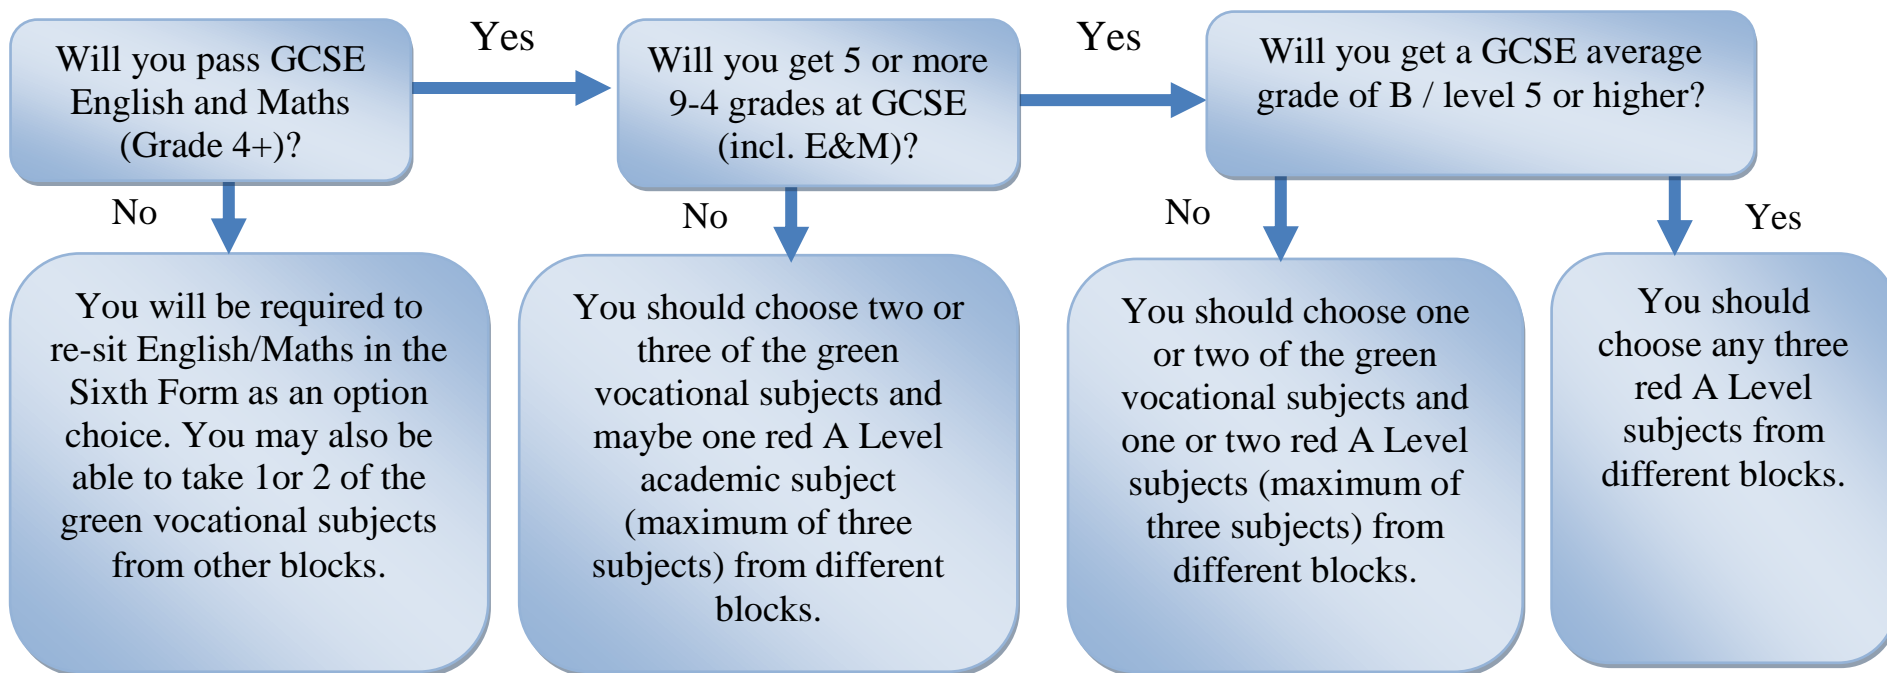 Will you pass GCSE
English and Maths
(Grade 4+)?
Yes
Will you get 5 or more
9-4 grades at GCSE
(incl. E&M)?
Yes
Will you get a GCSE average
grade of B / level 5 or higher?
No
No
No
Yes
You will be required to
re-sit English/Maths in the
Sixth Form as an option
choice. You may also be
able to take 1or 2 of the
green vocational subjects
from other blocks.
You should choose two or
three of the green
vocational subjects and
maybe one red A Level
academic subject
(maximum of three
subjects) from different
blocks.
You should choose one
or two of the green
vocational subjects and
one or two red A Level
subjects (maximum of
three subjects) from
different blocks.
You should
choose any three
red A Level
subjects from
different blocks.